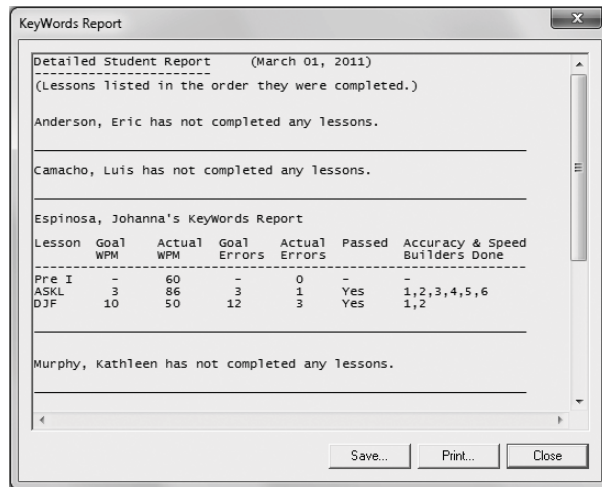 KeyWords Report
Detailed Student Report (March 01, 2011)
-----------------------
(Lessons listed in the order they were completed.)
Anderson, Eric has not completed any lessons.
Camacho, Luis has not completed any lessons.
Espinosa, Johanna's KeyWords Report
Lesson Goal Actual Goal Actual Passed Accuracy & Speed
WPM WPM Errors Errors Builders Done
----------------------------------------------------------------
Pre I - 60 - 0 - -
ASKL 3 86 3 1 Yes 1,2,3,4,5,6
DJF 10 50 12 3 Yes 1,2
Murphy, Kathleen has not completed any lessons.
Save... Print... Close